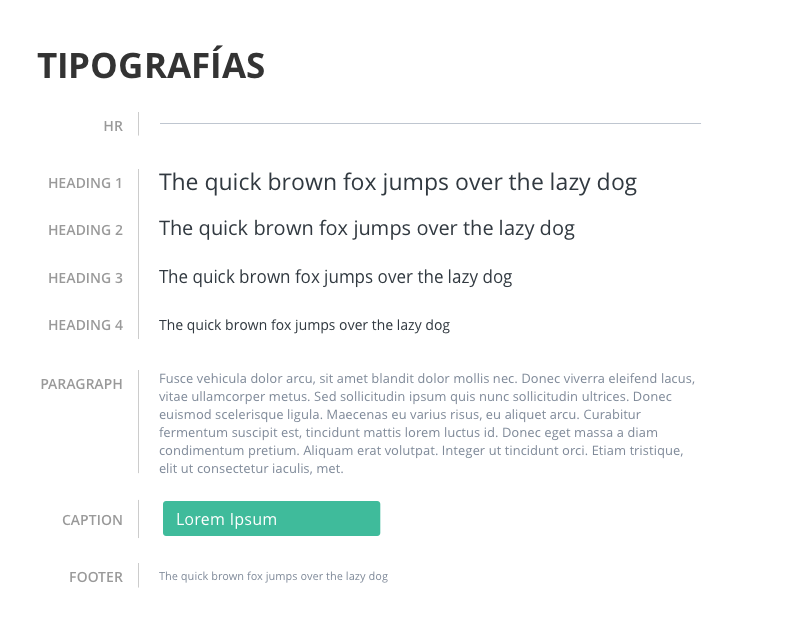 TIPOGRAFÍAS
HR
HEADING 1
The quick brown fox jumps over the lazy dog
HEADING 2
The quick brown fox jumps over the lazy dog
HEADING 3
The quick brown fox jumps over the lazy dog
HEADING 4
The quick brown fox jumps over the lazy dog
PARAGRAPH
Fusce vehicula dolor arcu, sit amet blandit dolor mollis nec. Donec viverra eleifend lacus,
vitae ullamcorper metus. Sed sollicitudin ipsum quis nunc sollicitudin ultrices. Donec
euismod scelerisque ligula. Maecenas eu varius risus, eu aliquet arcu. Curabitur
fermentum suscipit est, tincidunt mattis lorem luctus id. Donec eget massa a diam
condimentum pretium. Aliquam erat volutpat. Integer ut tincidunt orci. Etiam tristique,
elit ut consectetur iaculis, met.
CAPTION
Lorem Ipsum
FOOTER
The quick brown fox jumps over the lazy dog